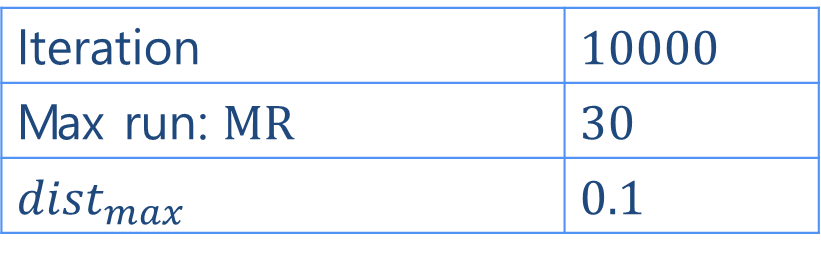 Iteration 10000
Max run: MR 30
dist_max 0.1